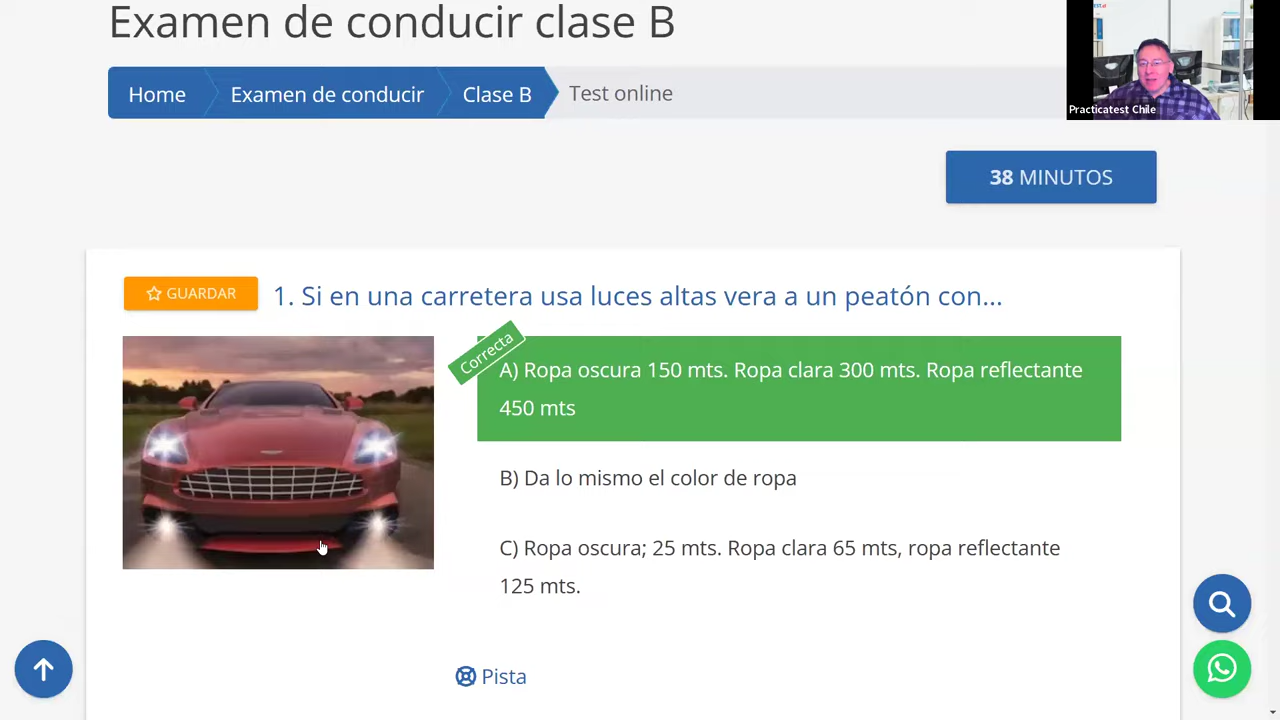 Examen de conducir clase B
Home Examen de conducir Clase B Test online
Practicatest Chile
38 MINUTOS
GUARDAR
1. Si en una carretera usa luces altas vera a un peatón con...
Correcta
A) Ropa oscura 150 mts. Ropa clara 300 mts. Ropa reflectante
450 mts
B) Da lo mismo el color de ropa
C) Ropa oscura; 25 mts. Ropa clara 65 mts, ropa reflectante
125 mts.
Pista